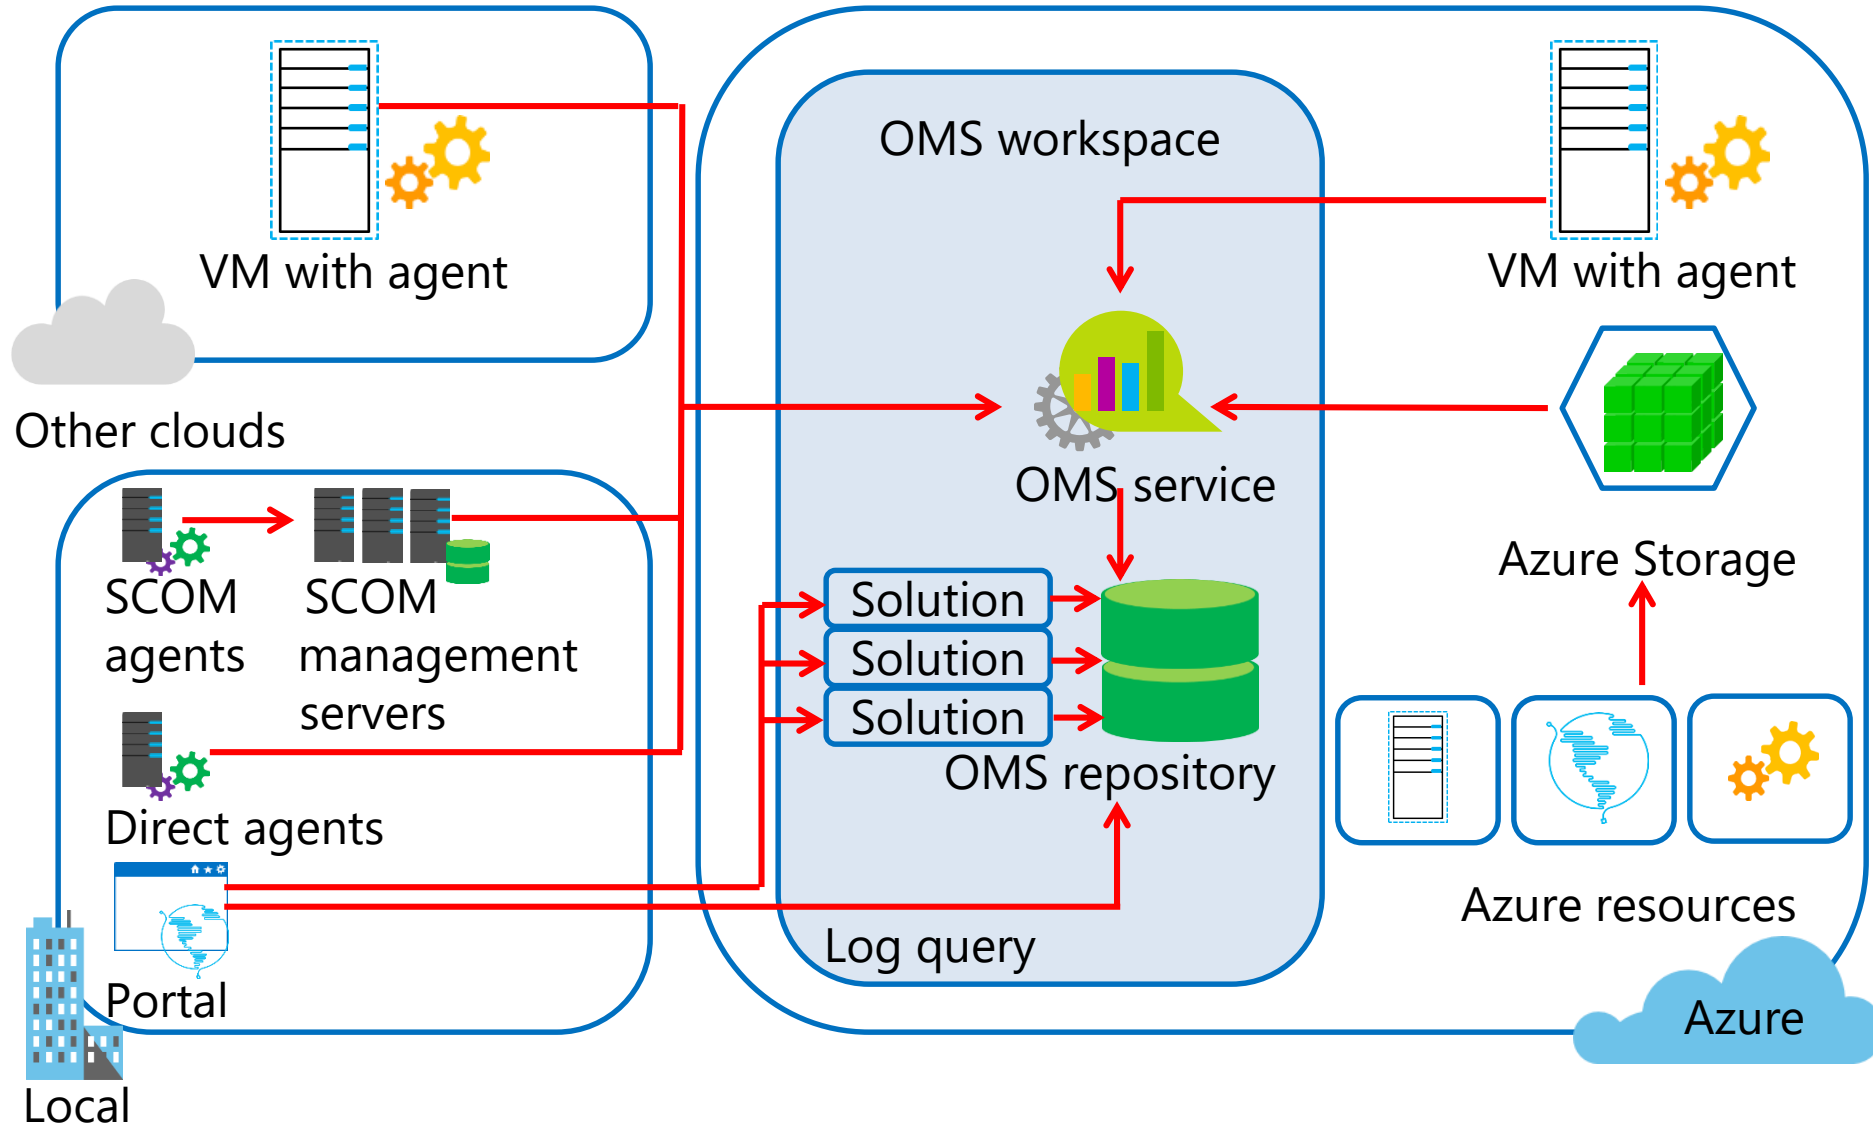 VM with agent
Other clouds
SCOM
agents
SCOM
management
servers
Direct agents
Portal
Local
OMS workspace
OMS service
Solution
Solution
Solution
OMS repository
Log query
VM with agent
Azure Storage
Azure resources
Azure